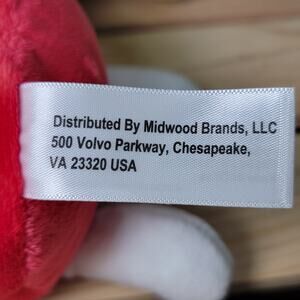 Distributed By Midwood Brands, LLC
500 Volvo Parkway, Chesapeake,
VA 23320 USA